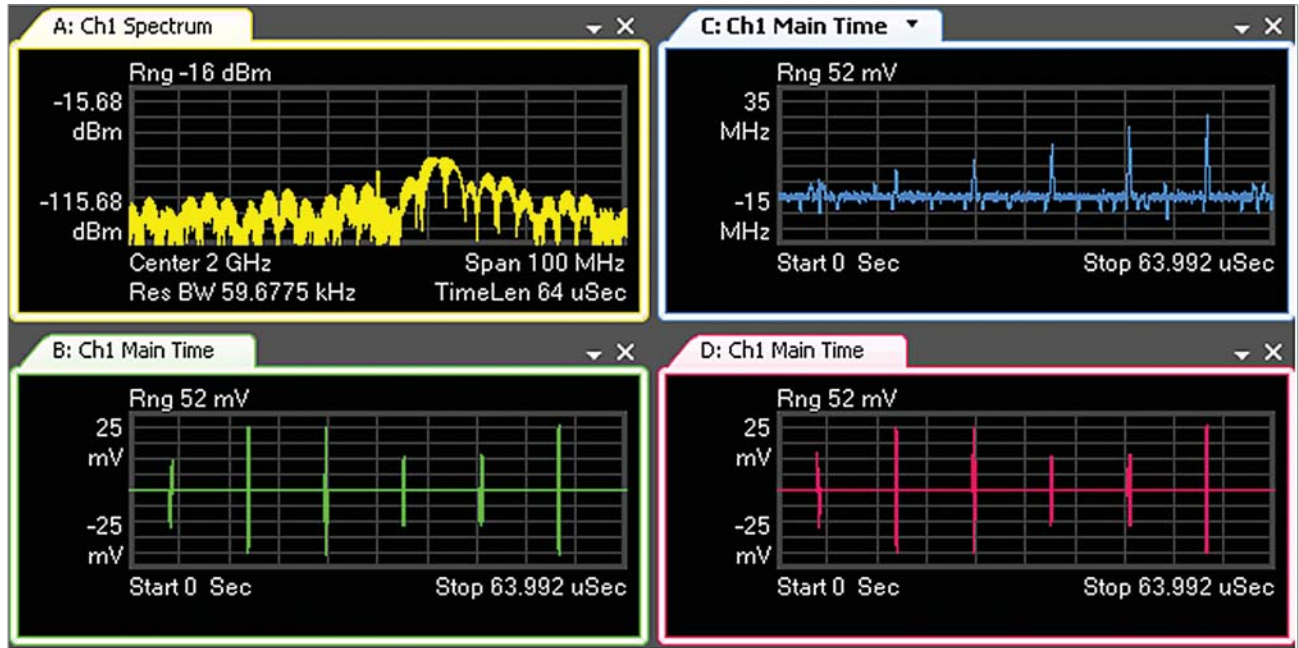 A: Ch1 Spectrum
Rng -16 dBm
-15.68
dBm
-115.68
dBm
Center 2 GHz Span 100 MHz
Res BW 59.6775 kHz TimeLen 64 uSec
C: Ch1 Main Time
Rng 52 mV
35
MHz
-15
MHz
Start 0 Sec Stop 63.992 uSec
B: Ch1 Main Time
Rng 52 mV
25
mV
-25
mV
Start 0 Sec Stop 63.992 uSec
D: Ch1 Main Time
Rng 52 mV
25
mV
-25
mV
Start 0 Sec Stop 63.992 uSec